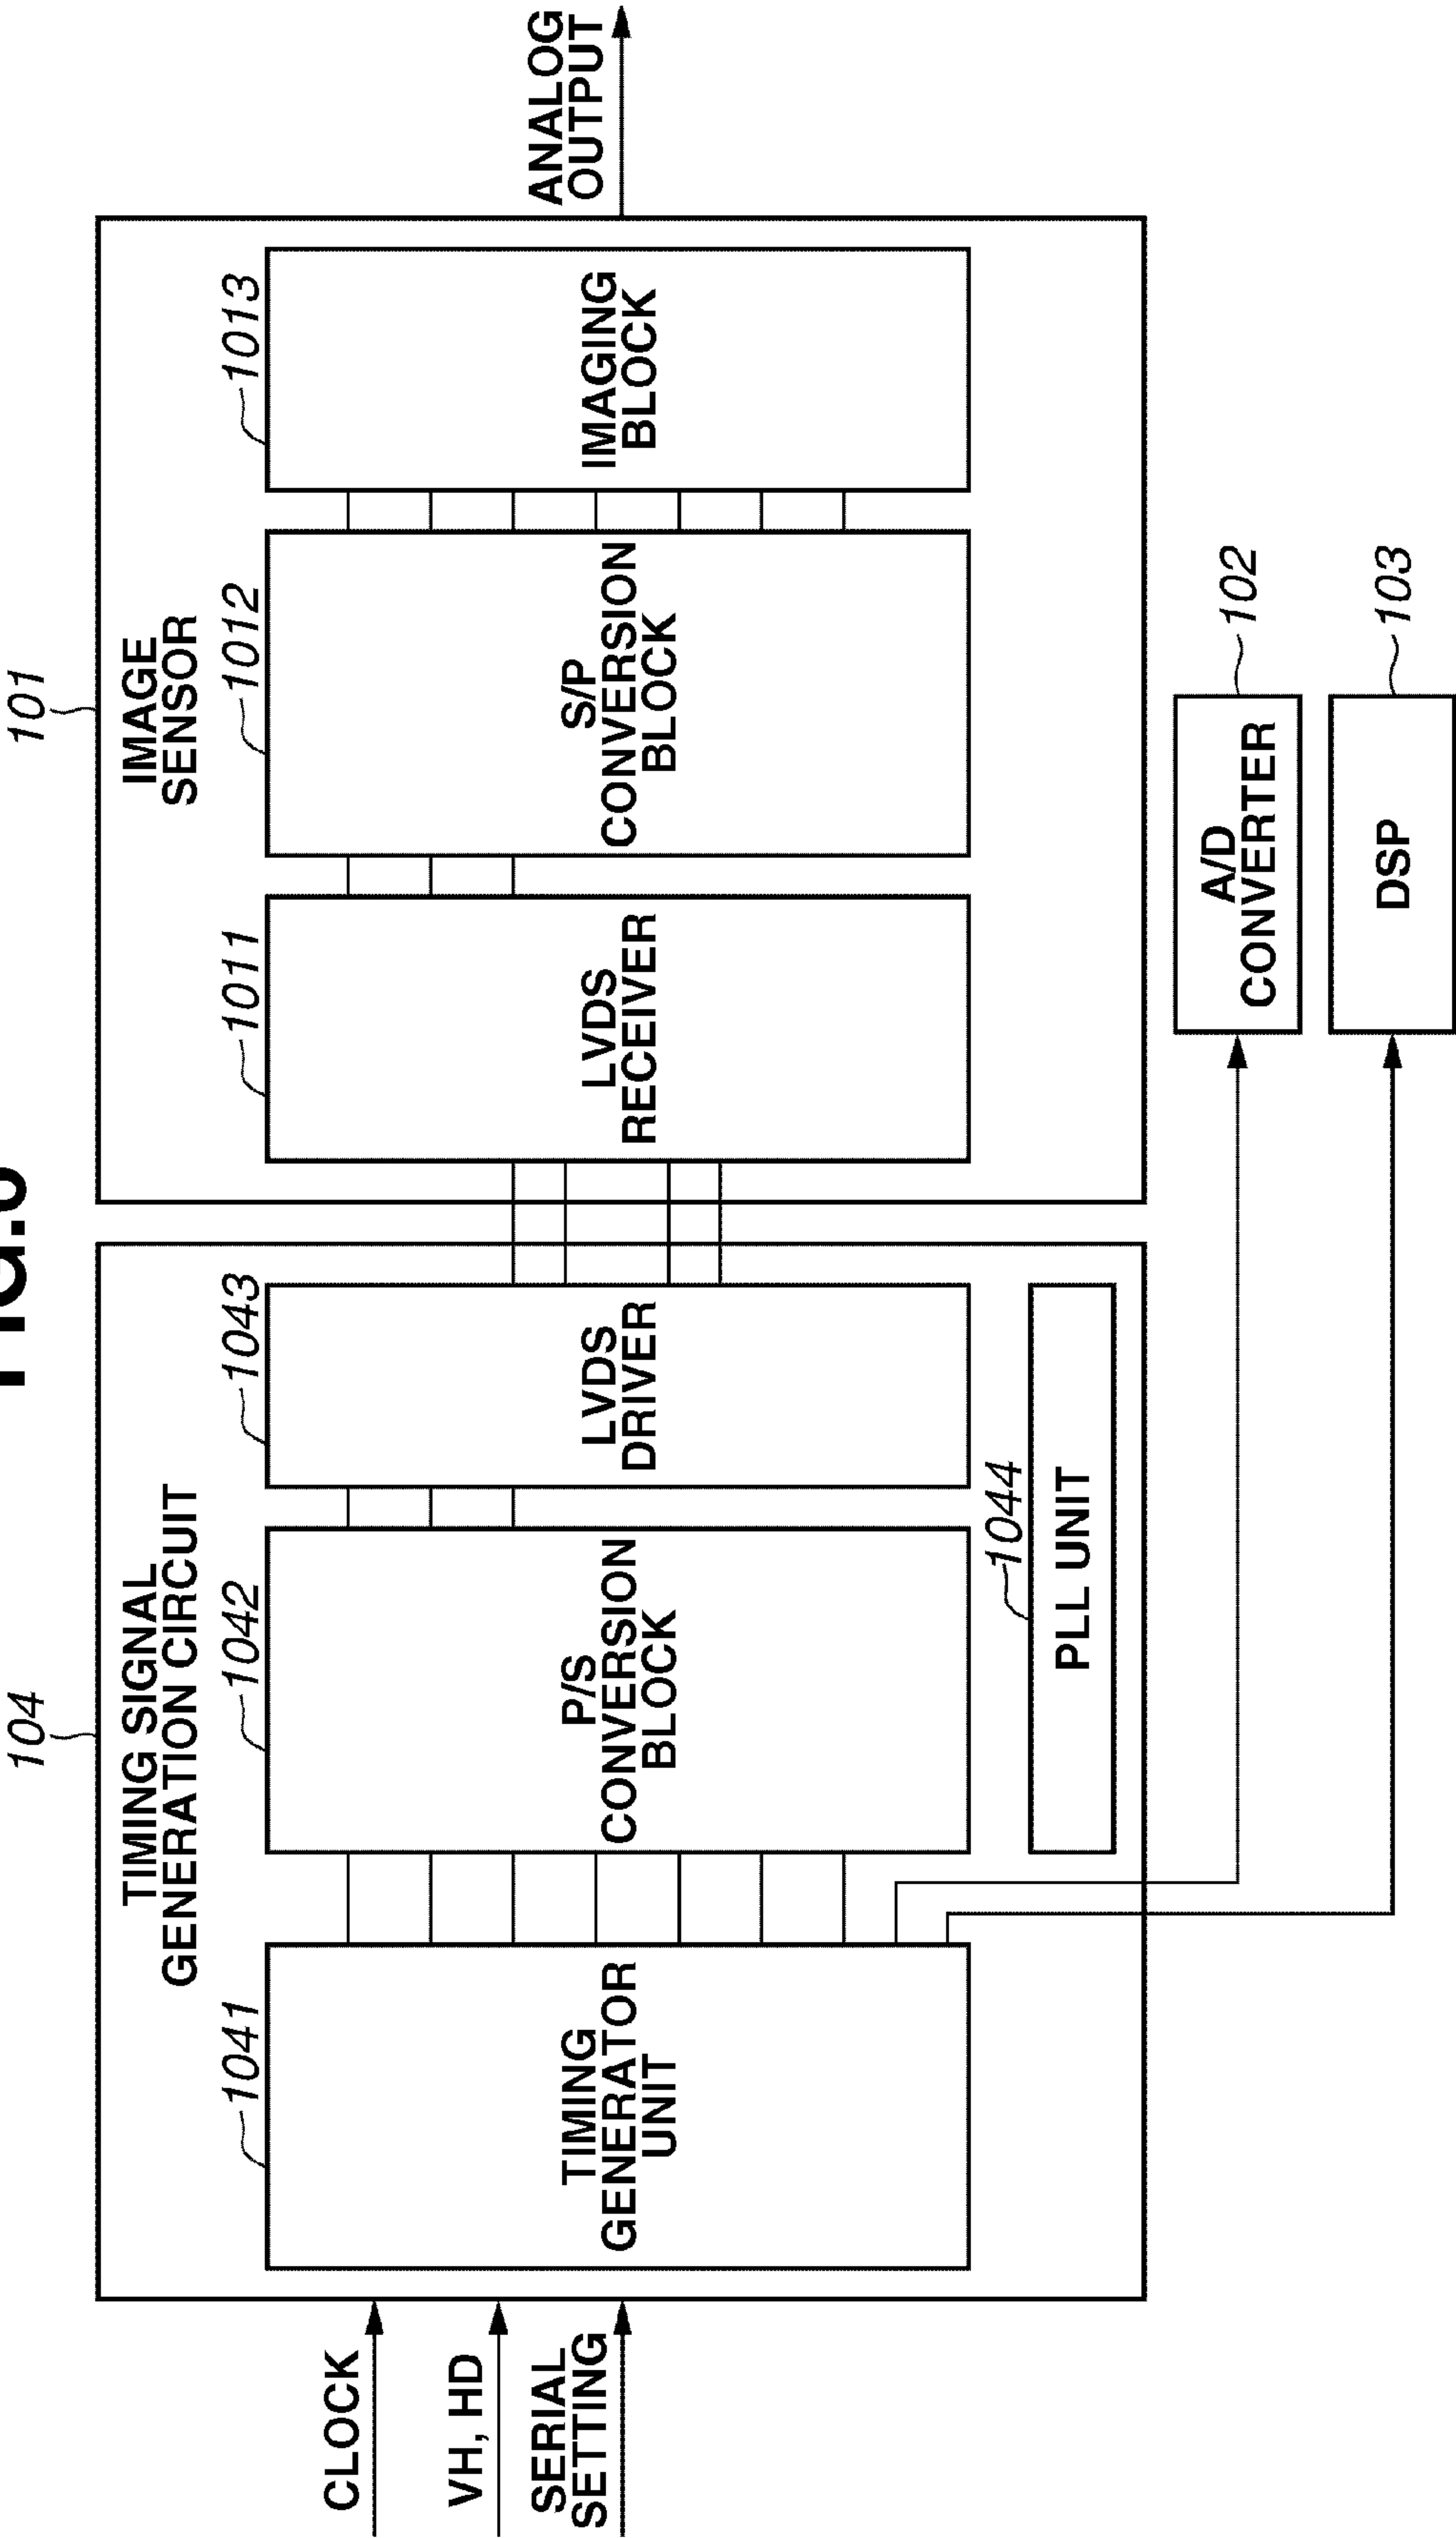 104
TIMING SIGNAL
GENERATION CIRCUIT
101
IMAGE
SENSOR
CLOCK
VH, HD
SERIAL
SETTING
1041
TIMING
GENERATOR
UNIT
1042
P/S
CONVERSION
BLOCK
1043
LVDS
DRIVER
1044
PLL UNIT
1011
LVDS
RECEIVER
1012
S/P
CONVERSION
BLOCK
1013
IMAGING
BLOCK
ANALOG
OUTPUT
A/D
CONVERTER
102
DSP
103